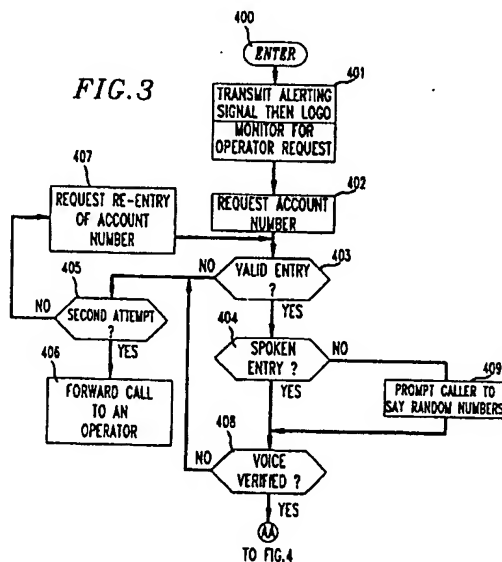 400
ENTER
FIG.3
401
TRANSMIT ALERTING
SIGNAL THEN LOGO
MONITOR FOR
OPERATOR REQUEST
407
REQUEST RE-ENTRY
OF ACCOUNT
NUMBER
402
REQUEST ACCOUNT
NUMBER
403
NO
VALID ENTRY
?
YES
405
NO
SECOND ATTEMPT
?
YES
404
SPOKEN
ENTRY ?
NO
YES
406
FORWARD CALL
TO AN
OPERATOR
409
PROMPT CALLER TO
SAY RANDOM NUMBERS
408
NO
VOICE
VERIFIED ?
YES
AA
TO FIG.4